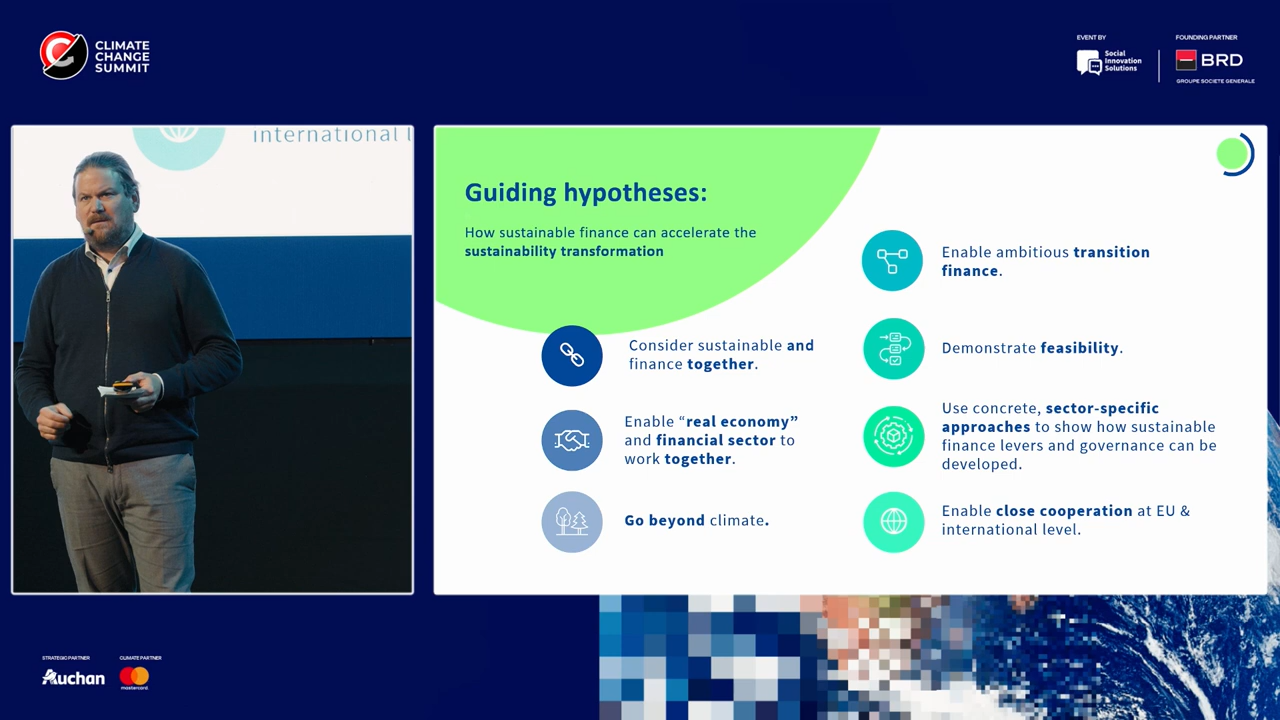 CLIMATE
CHANGE
SUMMIT
EVENT BY
Social
Innovation
Solutions
FOUNDING PARTNER
BRD
GROUPE SOCIETE GENERALE
international l
Guiding hypotheses:
How sustainable finance can accelerate the
sustainability transformation
Consider sustainable and
finance together.
Enable “real economy”
and financial sector to
work together.
Go beyond climate.
Enable ambitious transition
finance.
Demonstrate feasibility.
Use concrete, sector-specific
approaches to show how sustainable
finance levers and governance can be
developed.
Enable close cooperation at EU &
international level.
STRATEGIC PARTNER
Auchan
CLIMATE PARTNER
mastercard